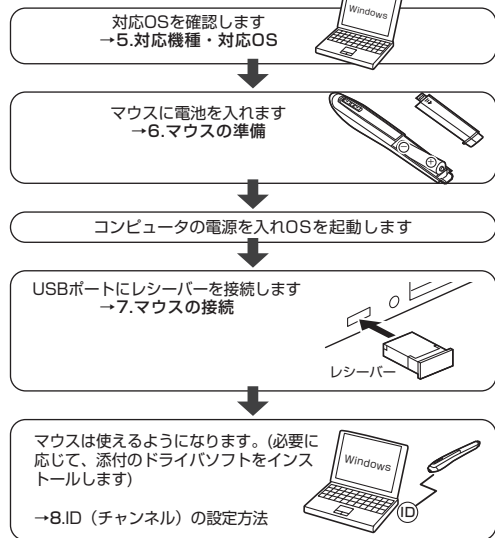 対応OSを確認します
→5.対応機種・対応OS
Windows
マウスに電池を入れます
→6.マウスの準備
コンピュータの電源を入れOSを起動します
USBポートにレシーバーを接続します
→7.マウスの接続
レシーバー
マウスは使えるようになります。(必要に
応じて、添付のドライバソフトをインス
トールします)
→8.ID（チャンネル）の設定方法
Windows
ID